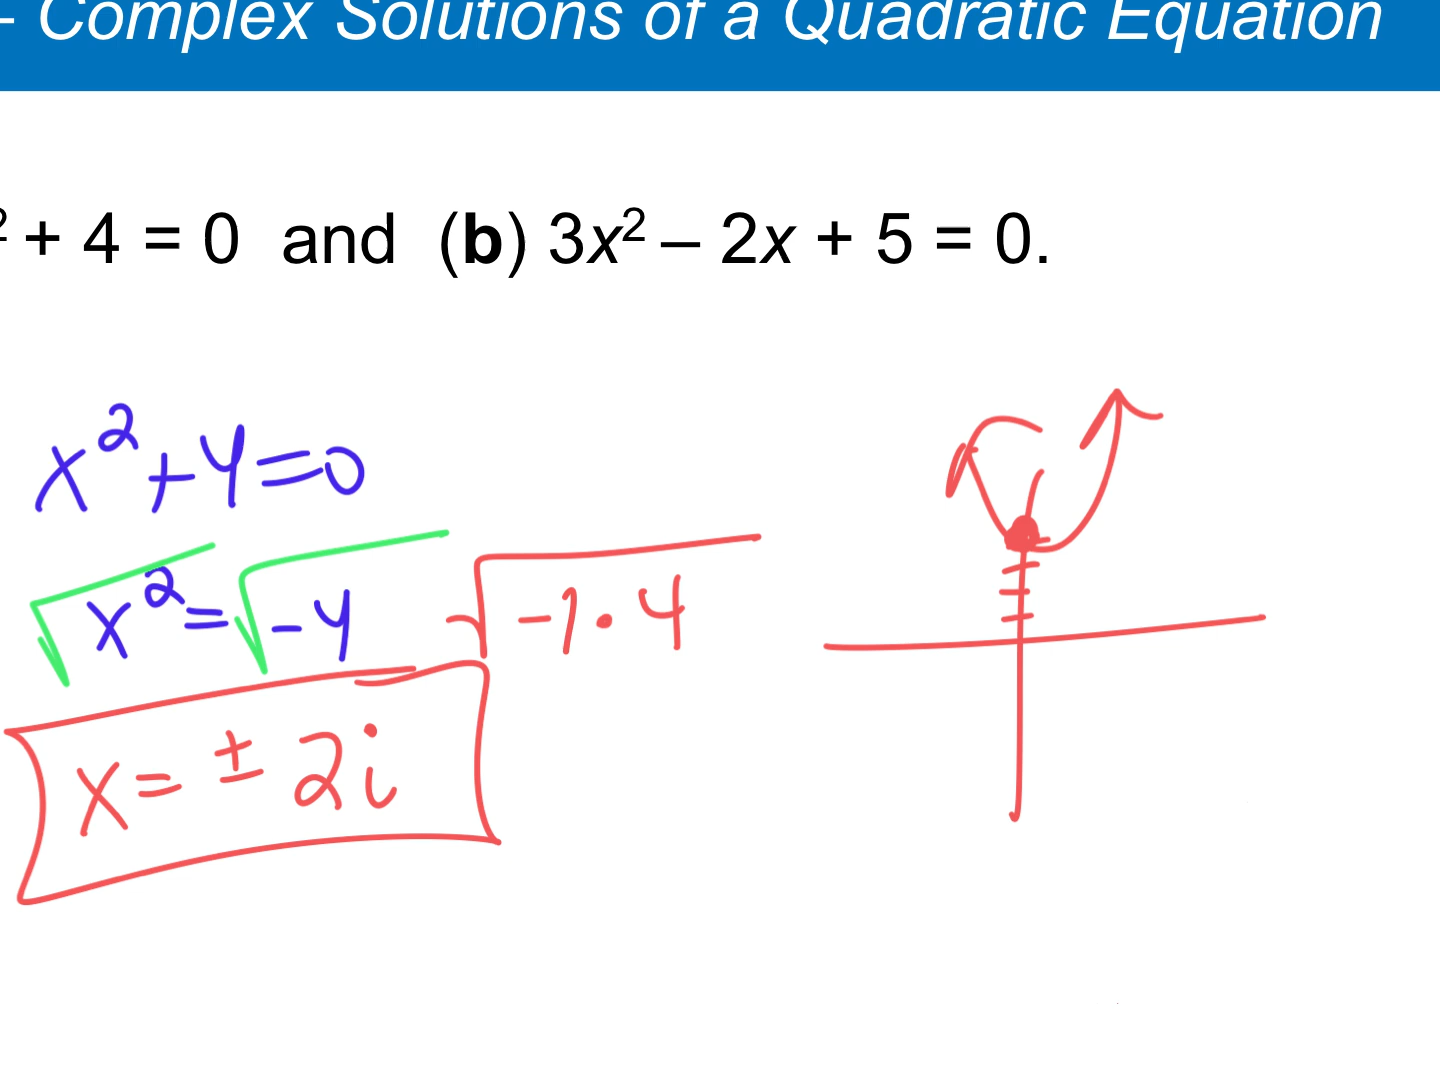 – Complex Solutions of a Quadratic Equation
² + 4 = 0 and (b) 3x² – 2x + 5 = 0.
x² + 4 = 0
√x² = √-4 √-1·4
x = ± 2i